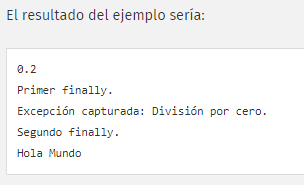 El resultado del ejemplo sería:
0.2
Primer finally.
Excepción capturada: División por cero.
Segundo finally.
Hola Mundo